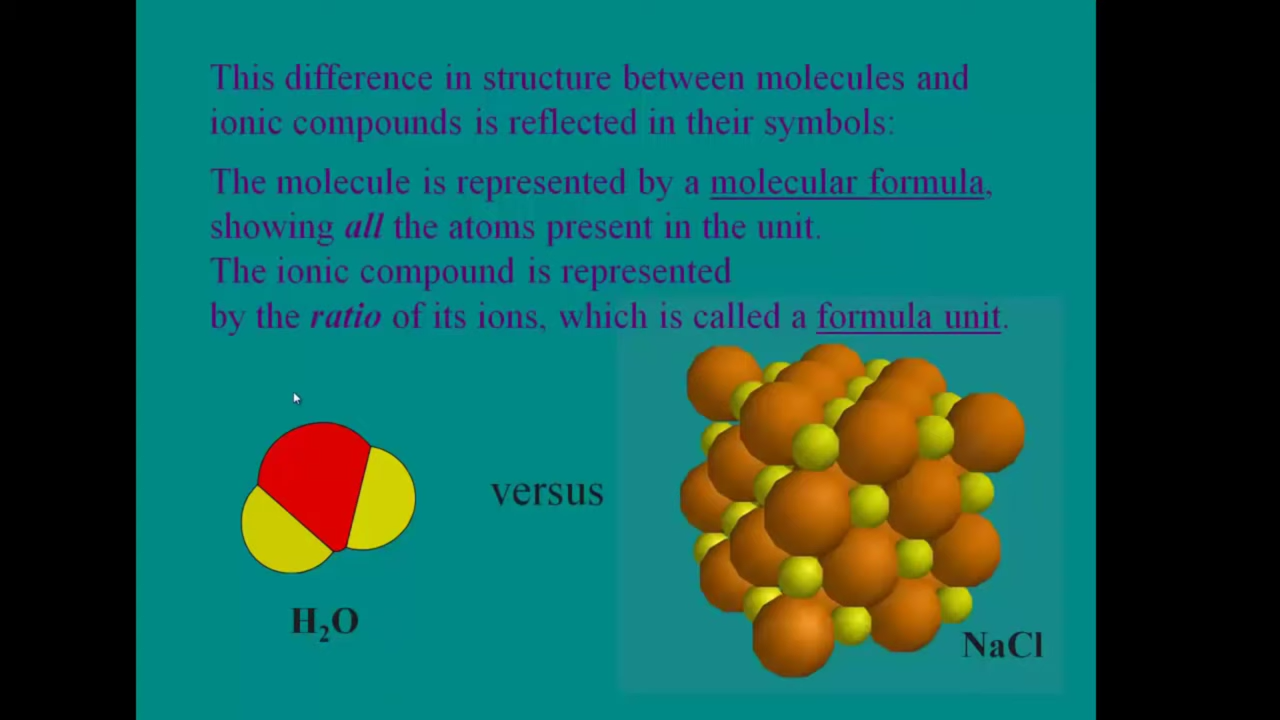 This difference in structure between molecules and
ionic compounds is reflected in their symbols:
The molecule is represented by a molecular formula,
showing all the atoms present in the unit.
The ionic compound is represented
by the ratio of its ions, which is called a formula unit.
versus
H₂O
NaCl